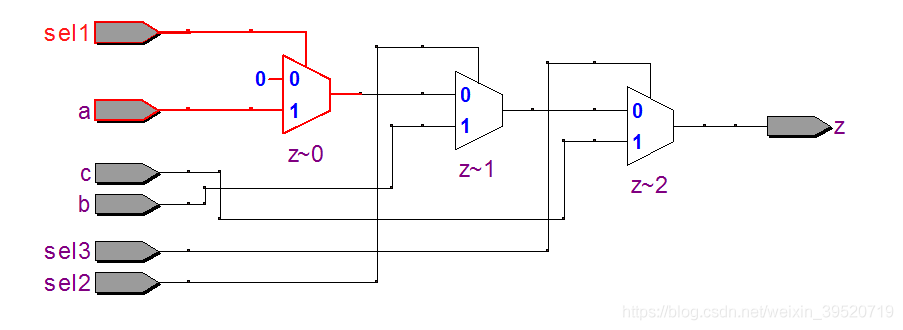 sel1
0 0
1
a
z~0
0
1
z~1
0
1
z~2
z
c
b
sel3
sel2
https://blog.csdn.net/weixin_39520719